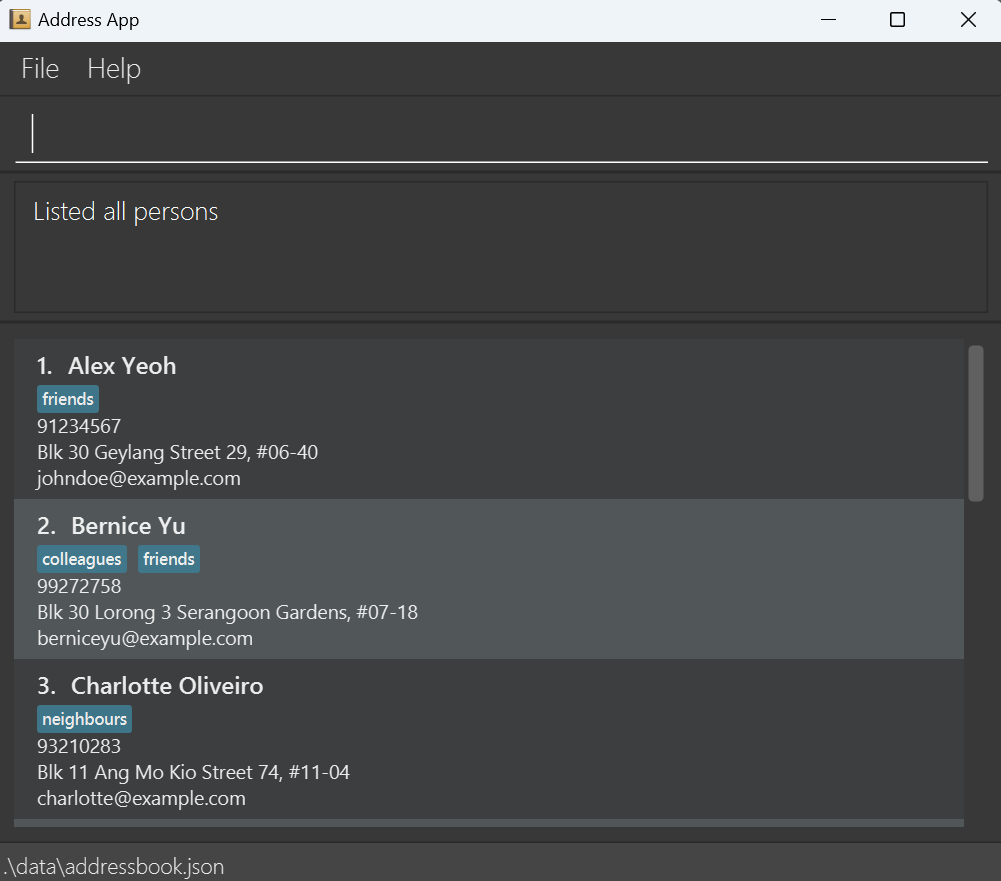 Address App
File Help
Listed all persons
1. Alex Yeoh
friends
91234567
Blk 30 Geylang Street 29, #06-40
johndoe@example.com
2. Bernice Yu
colleagues friends
99272758
Blk 30 Lorong 3 Serangoon Gardens, #07-18
berniceyu@example.com
3. Charlotte Oliveiro
neighbours
93210283
Blk 11 Ang Mo Kio Street 74, #11-04
charlotte@example.com
.\data\addressbook.json